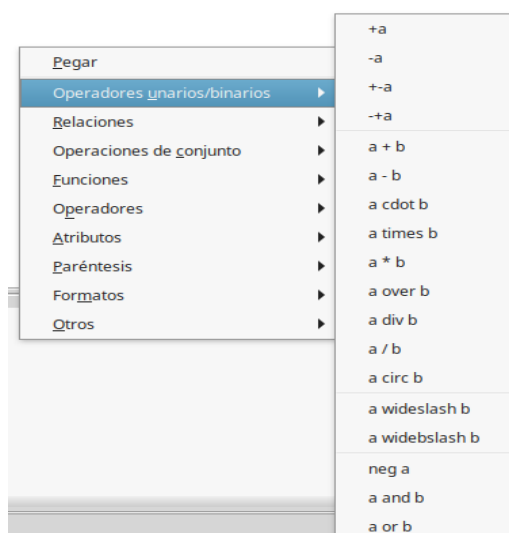 Pegar
Operadores unarios/binarios
Relaciones
Operaciones de conjunto
Funciones
Operadores
Atributos
Paréntesis
Formatos
Otros
+a
-a
+-a
-+a
a + b
a - b
a cdot b
a times b
a * b
a over b
a div b
a / b
a circ b
a wideslash b
a widebslash b
neg a
a and b
a or b